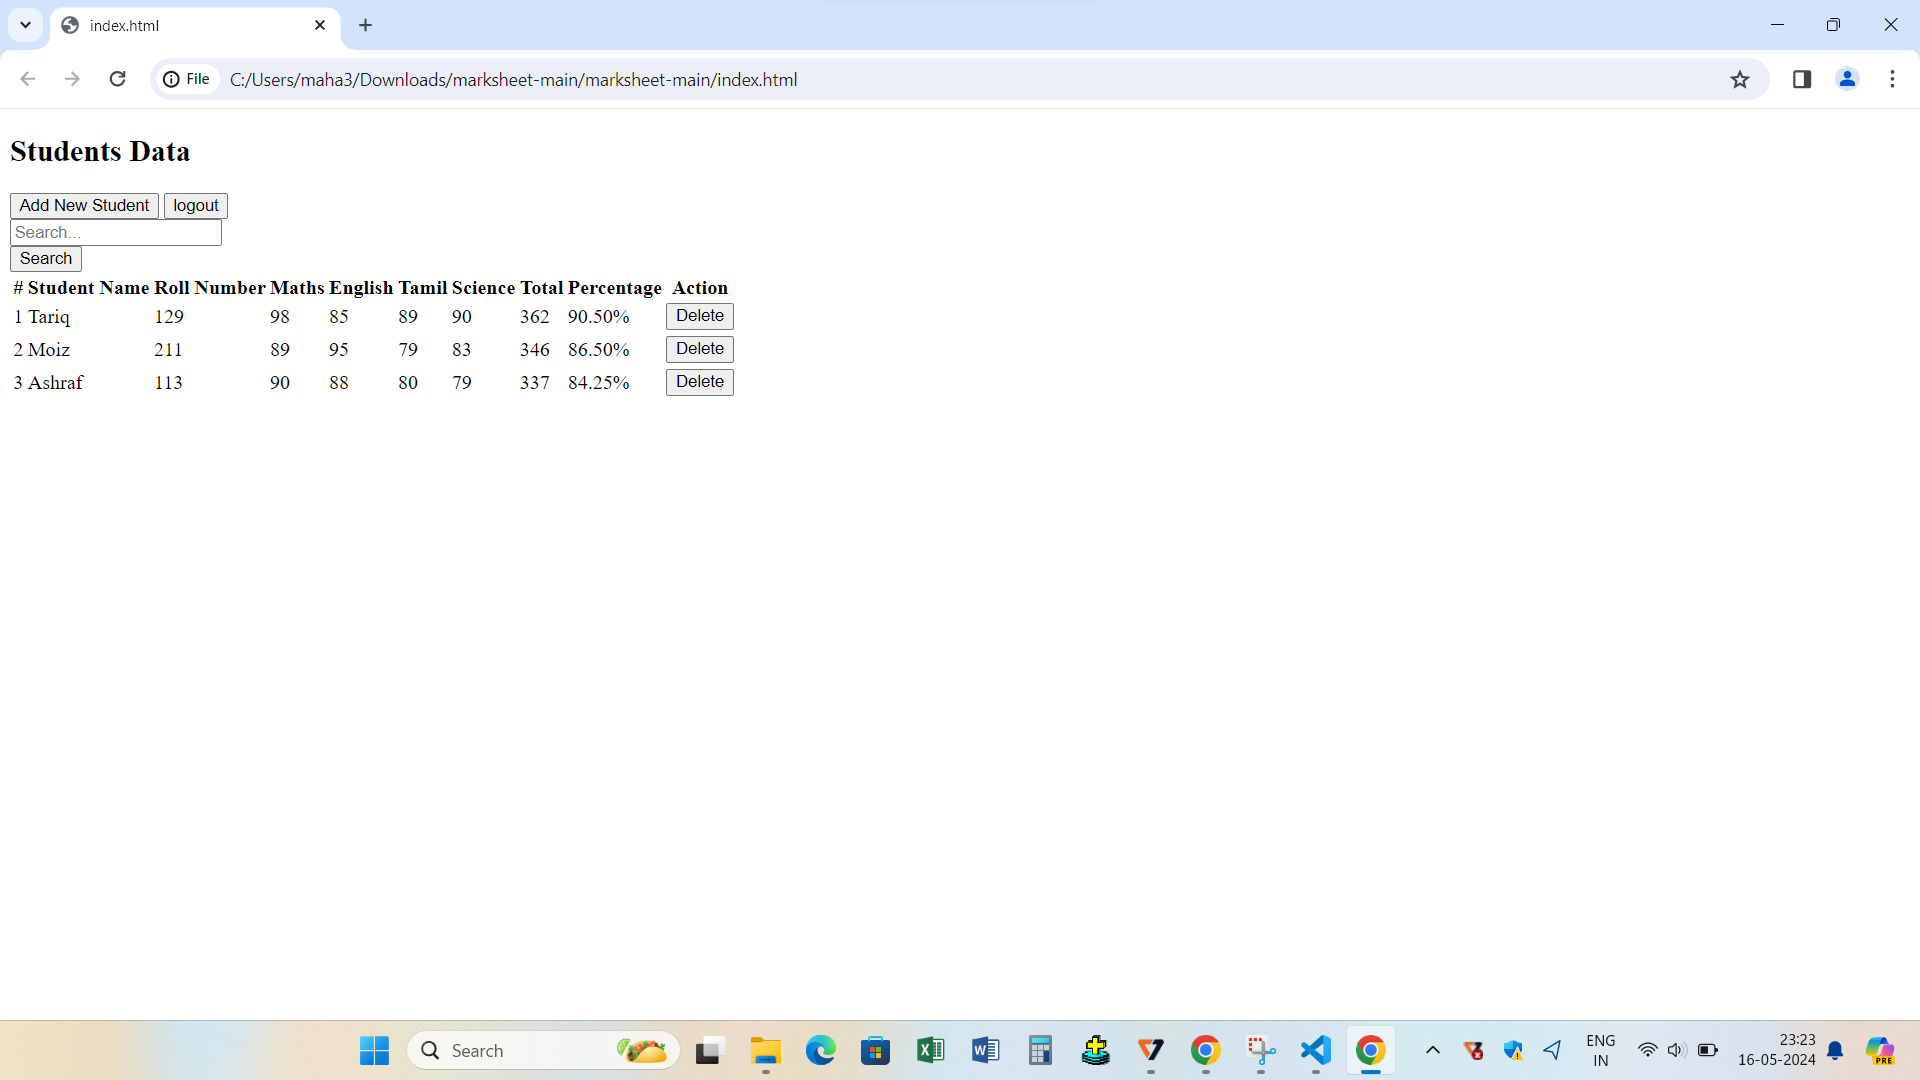 index.html
File C:/Users/maha3/Downloads/marksheet-main/marksheet-main/index.html
Students Data
Add New Student logout
Search...
Search
# Student Name Roll Number Maths English Tamil Science Total Percentage Action
1 Tariq 129 98 85 89 90 362 90.50% Delete
2 Moiz 211 89 95 79 83 346 86.50% Delete
3 Ashraf 113 90 88 80 79 337 84.25% Delete
Search
ENG
IN
23:23
16-05-2024
PRE